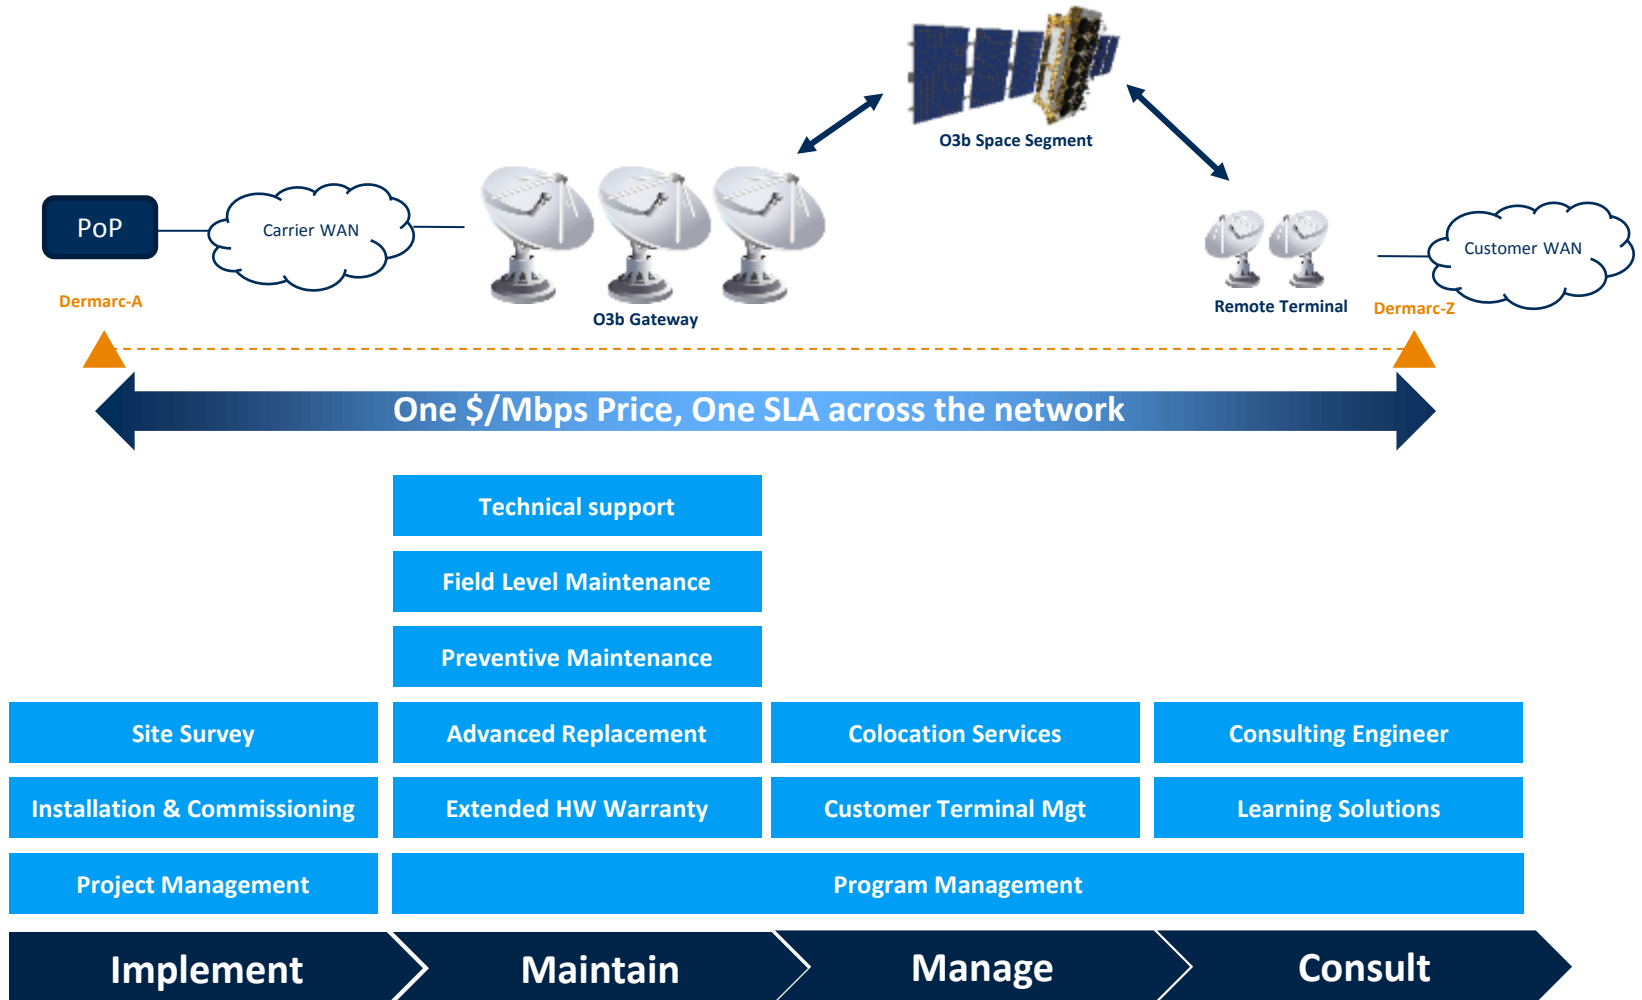 O3b Space Segment
PoP
Carrier WAN
Customer WAN
Dermarc-A
O3b Gateway
Remote Terminal
Dermarc-Z
One $/Mbps Price, One SLA across the network
Technical support
Field Level Maintenance
Preventive Maintenance
Site Survey
Advanced Replacement
Colocation Services
Consulting Engineer
Installation & Commissioning
Extended HW Warranty
Customer Terminal Mgt
Learning Solutions
Project Management
Program Management
Implement
Maintain
Manage
Consult